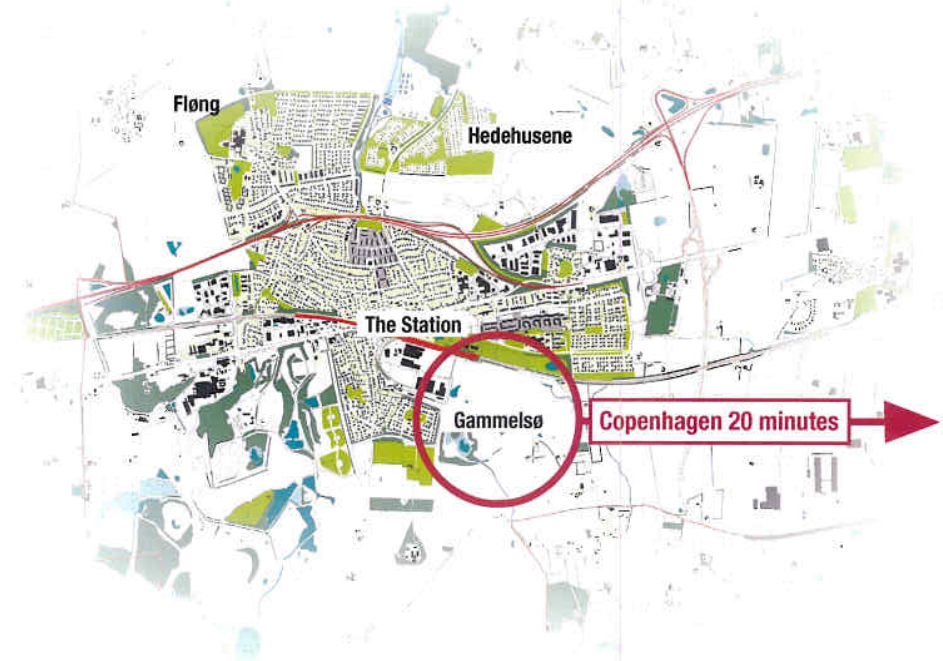 Fløng
Hedehusene
The Station
Gammelsø
Copenhagen 20 minutes